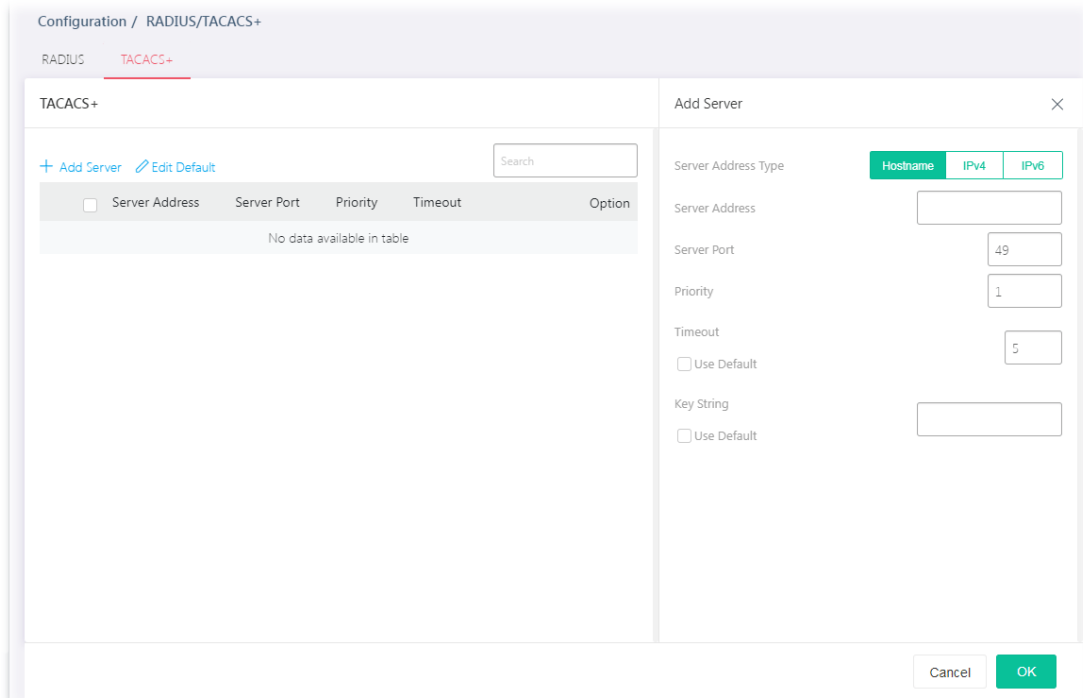 Configuration / RADIUS/TACACS+
RADIUS TACACS+
TACACS+
+ Add Server Edit Default
Search
Server Address Server Port Priority Timeout Option
No data available in table
Add Server
Server Address Type Hostname IPv4 IPv6
Server Address
Server Port 49
Priority 1
Timeout 5
Use Default
Key String
Use Default
Cancel OK